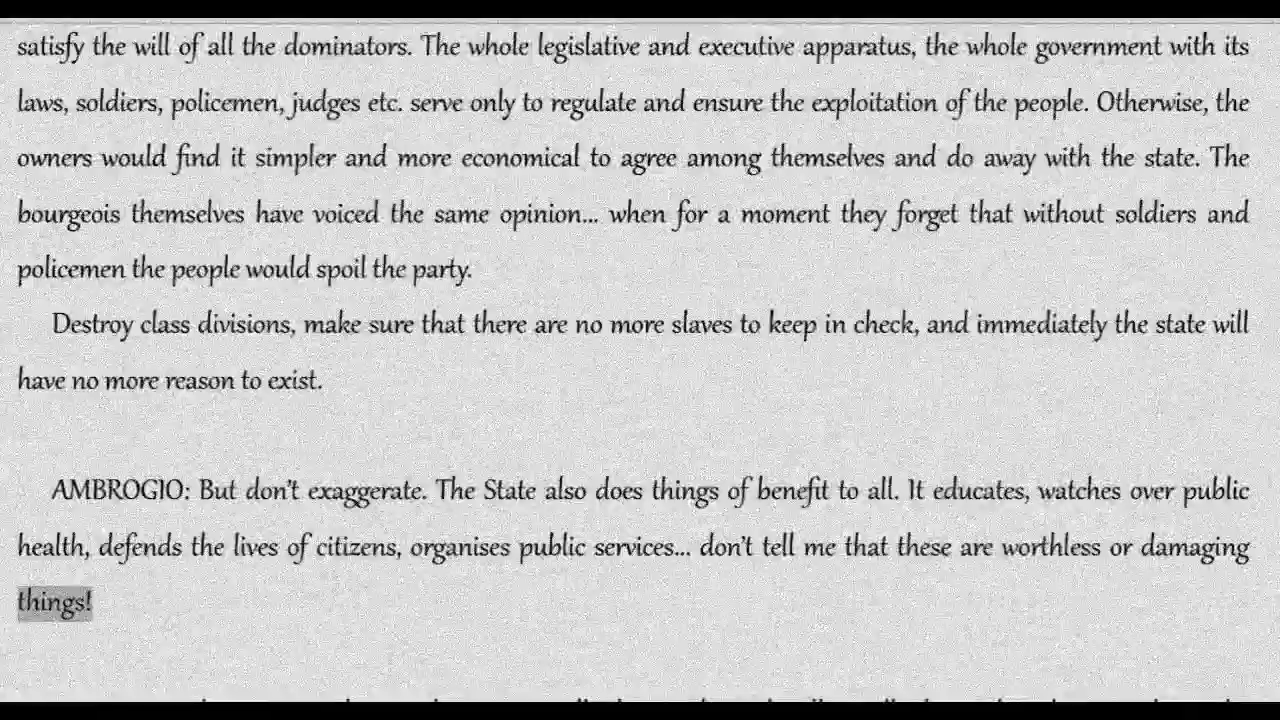 satisfy the will of all the dominators. The whole legislative and executive apparatus, the whole government with its
laws, soldiers, policemen, judges etc. serve only to regulate and ensure the exploitation of the people. Otherwise, the
owners would find it simpler and more economical to agree among themselves and do away with the state. The
bourgeois themselves have voiced the same opinion... when for a moment they forget that without soldiers and
policemen the people would spoil the party.
Destroy class divisions, make sure that there are no more slaves to keep in check, and immediately the state will
have no more reason to exist.
AMBROGIO: But don't exaggerate. The State also does things of benefit to all. It educates, watches over public
health, defends the lives of citizens, organises public services... don't tell me that these are worthless or damaging
things!